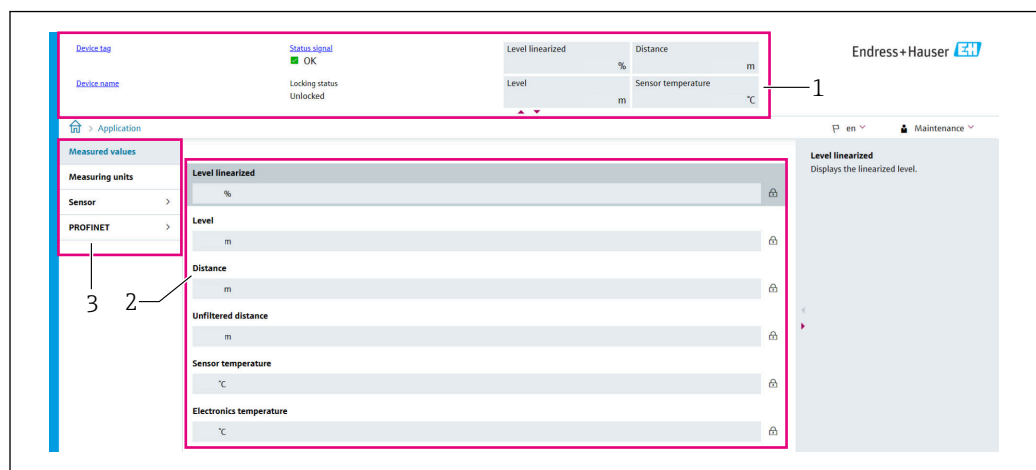 Device tag
Status signal
OK
Level linearized
%
Distance
m
Endress+Hauser EH
Device name
Locking status
Unlocked
Level
m
Sensor temperature
°C
1
> Application
en
Maintenance
Measured values
Measuring units
Sensor >
PROFINET >
3
2
Level linearized
%
Level
m
Distance
m
Unfiltered distance
m
Sensor temperature
°C
Electronics temperature
°C
Level linearized
Displays the linearized level.